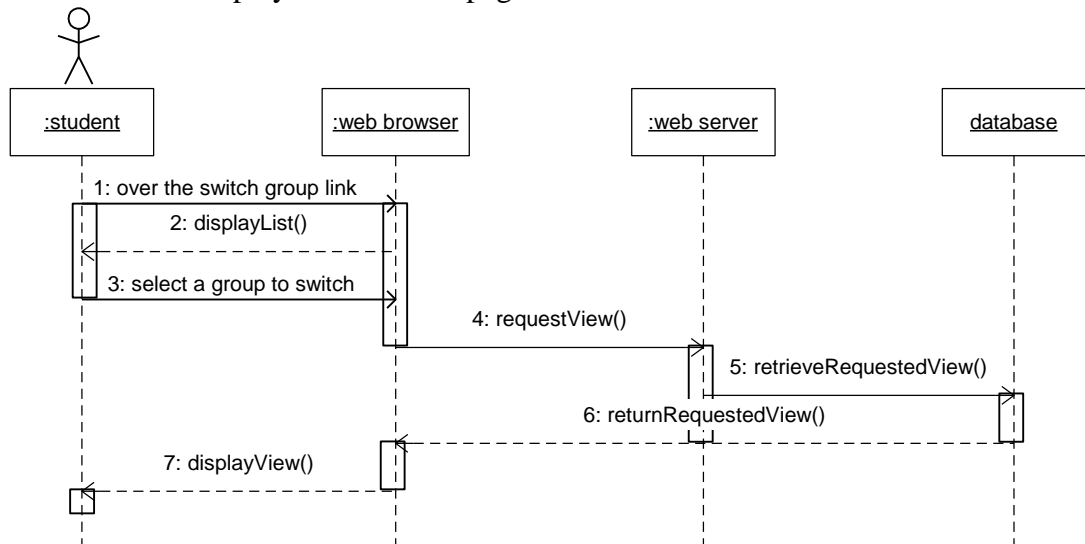 :student
:web browser
:web server
database
1: over the switch group link
2: displayList()
3: select a group to switch
4: requestView()
5: retrieveRequestedView()
6: returnRequestedView()
7: displayView()